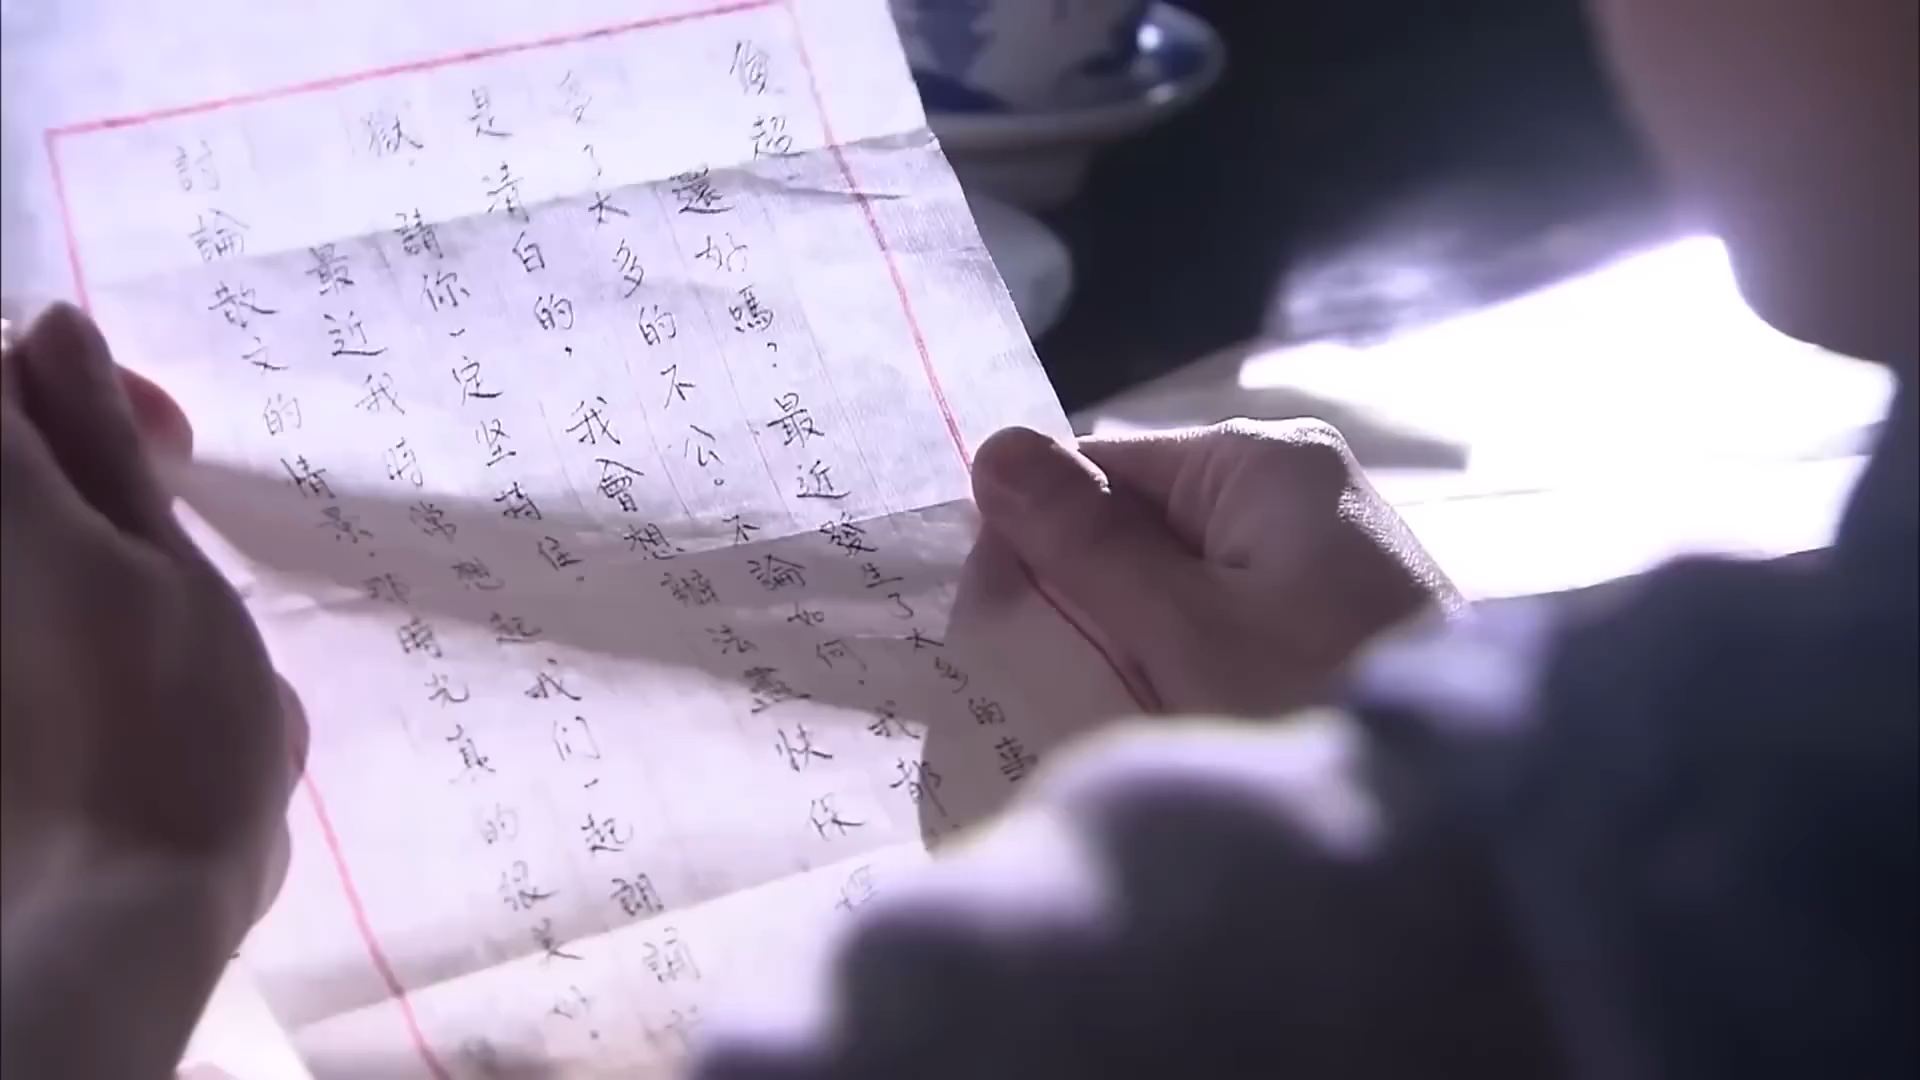 俊超.
還好嗎?最近發生了太多的
受了太多的不公。不論如何,我都
是清白的,我會想辦法盡快保
獄,請你一定坚持住。
最近我時常想起我们一起朗誦
討論散文的情景,那時光真的很美好.